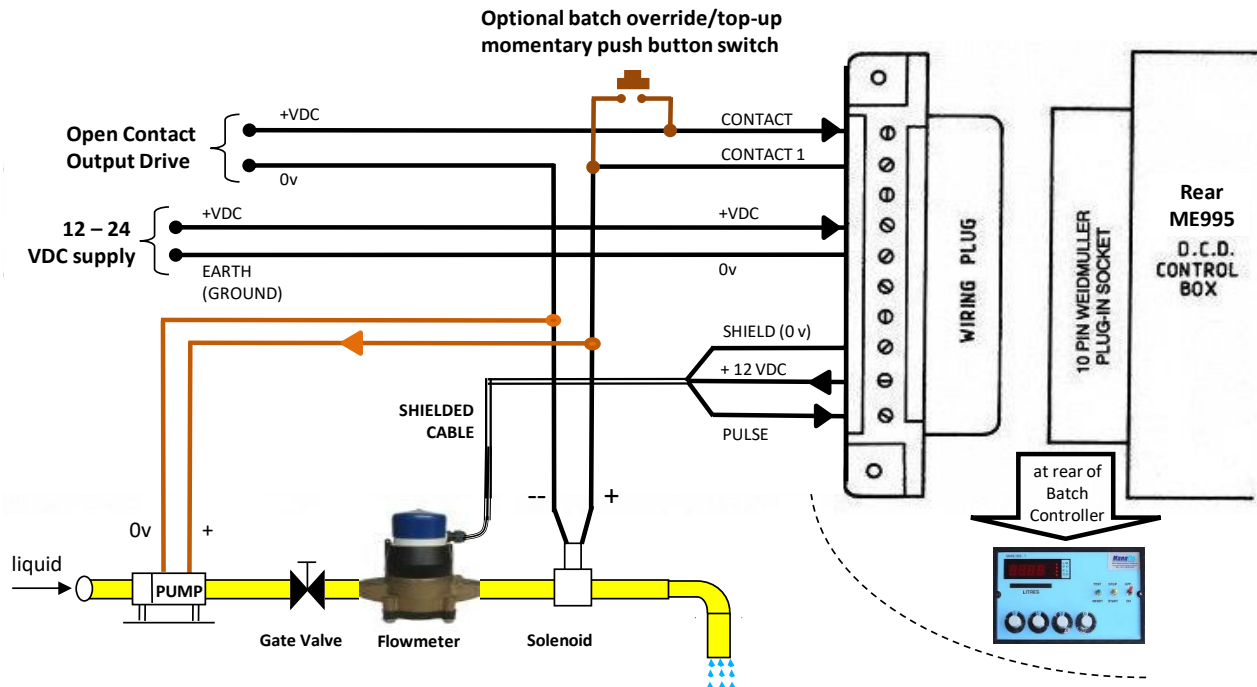 Optional batch override/top-up
momentary push button switch
Open Contact
Output Drive
+VDC
0v
CONTACT
CONTACT 1
12 – 24
VDC supply
+VDC
EARTH
(GROUND)
+VDC
0v
SHIELD (0 v)
+ 12 VDC
PULSE
SHIELDED
CABLE
WIRING PLUG
10 PIN WEIDMULLER
PLUG-IN SOCKET
Rear
ME995
D.C.D.
CONTROL
BOX
at rear of
Batch
Controller
LITRES
0v
+
--
+
liquid
PUMP
Gate Valve
Flowmeter
Solenoid